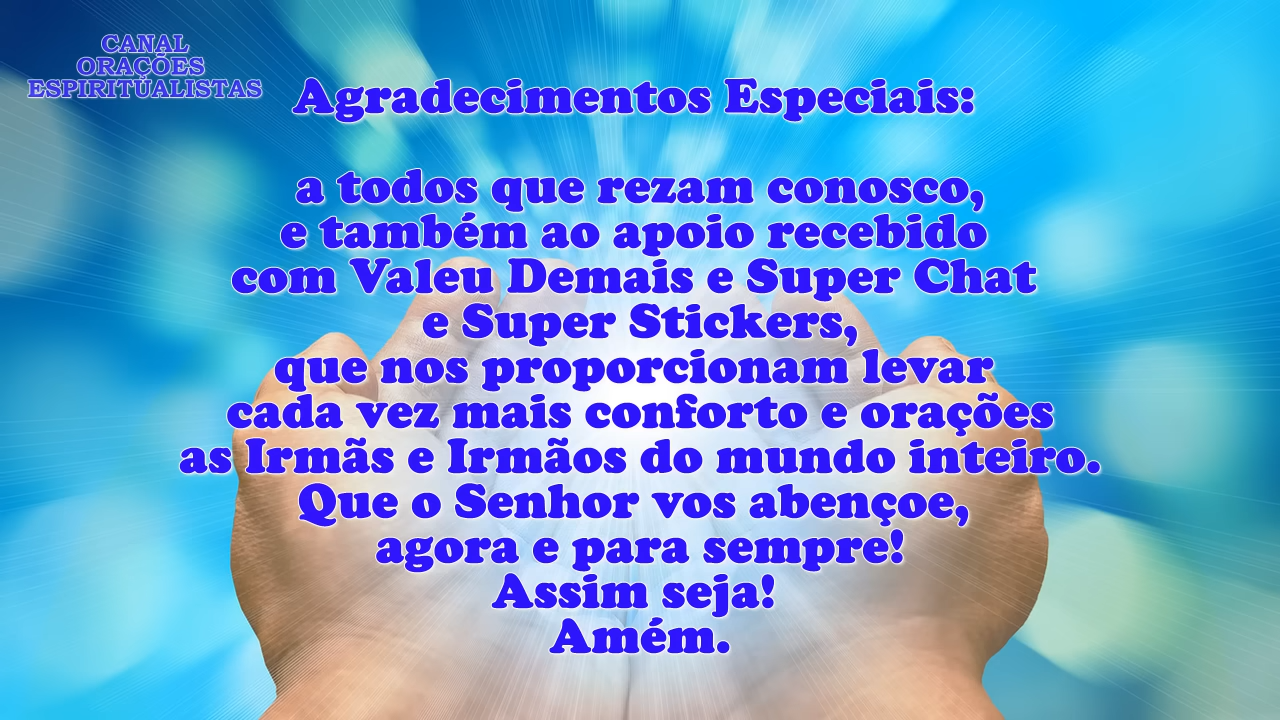 CANAL
ORAÇÕES
ESPIRITUALISTAS
Agradecimentos Especiais:
a todos que rezam conosco,
e também ao apoio recebido
com Valeu Demais e Super Chat
e Super Stickers,
que nos proporcionam levar
cada vez mais conforto e orações
as Irmãs e Irmãos do mundo inteiro.
Que o Senhor vos abençoe,
agora e para sempre!
Assim seja!
Amém.